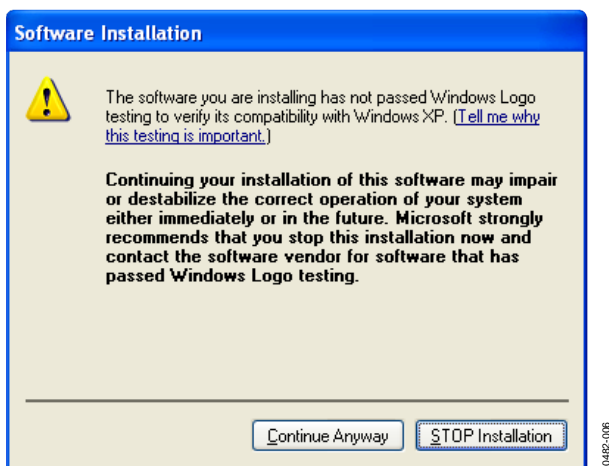 Software Installation
The software you are installing has not passed Windows Logo
testing to verify its compatibility with Windows XP. (Tell me why
this testing is important.)
Continuing your installation of this software may impair
or destabilize the correct operation of your system
either immediately or in the future. Microsoft strongly
recommends that you stop this installation now and
contact the software vendor for software that has
passed Windows Logo testing.
Continue Anyway
STOP Installation
0482-006